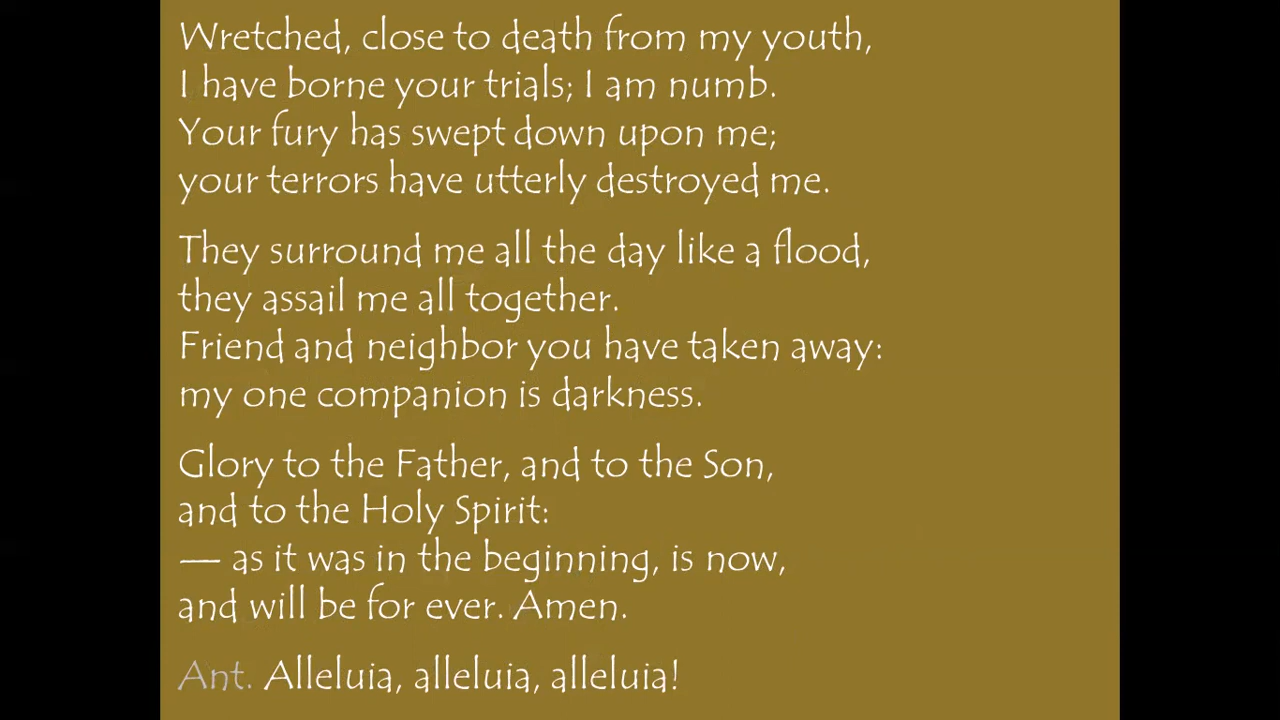 Wretched, close to death from my youth,
I have borne your trials; I am numb.
Your fury has swept down upon me;
your terrors have utterly destroyed me.
They surround me all the day like a flood,
they assail me all together.
Friend and neighbor you have taken away:
my one companion is darkness.
Glory to the Father, and to the Son,
and to the Holy Spirit:
— as it was in the beginning, is now,
and will be for ever. Amen.
Ant. Alleluia, alleluia, alleluia!